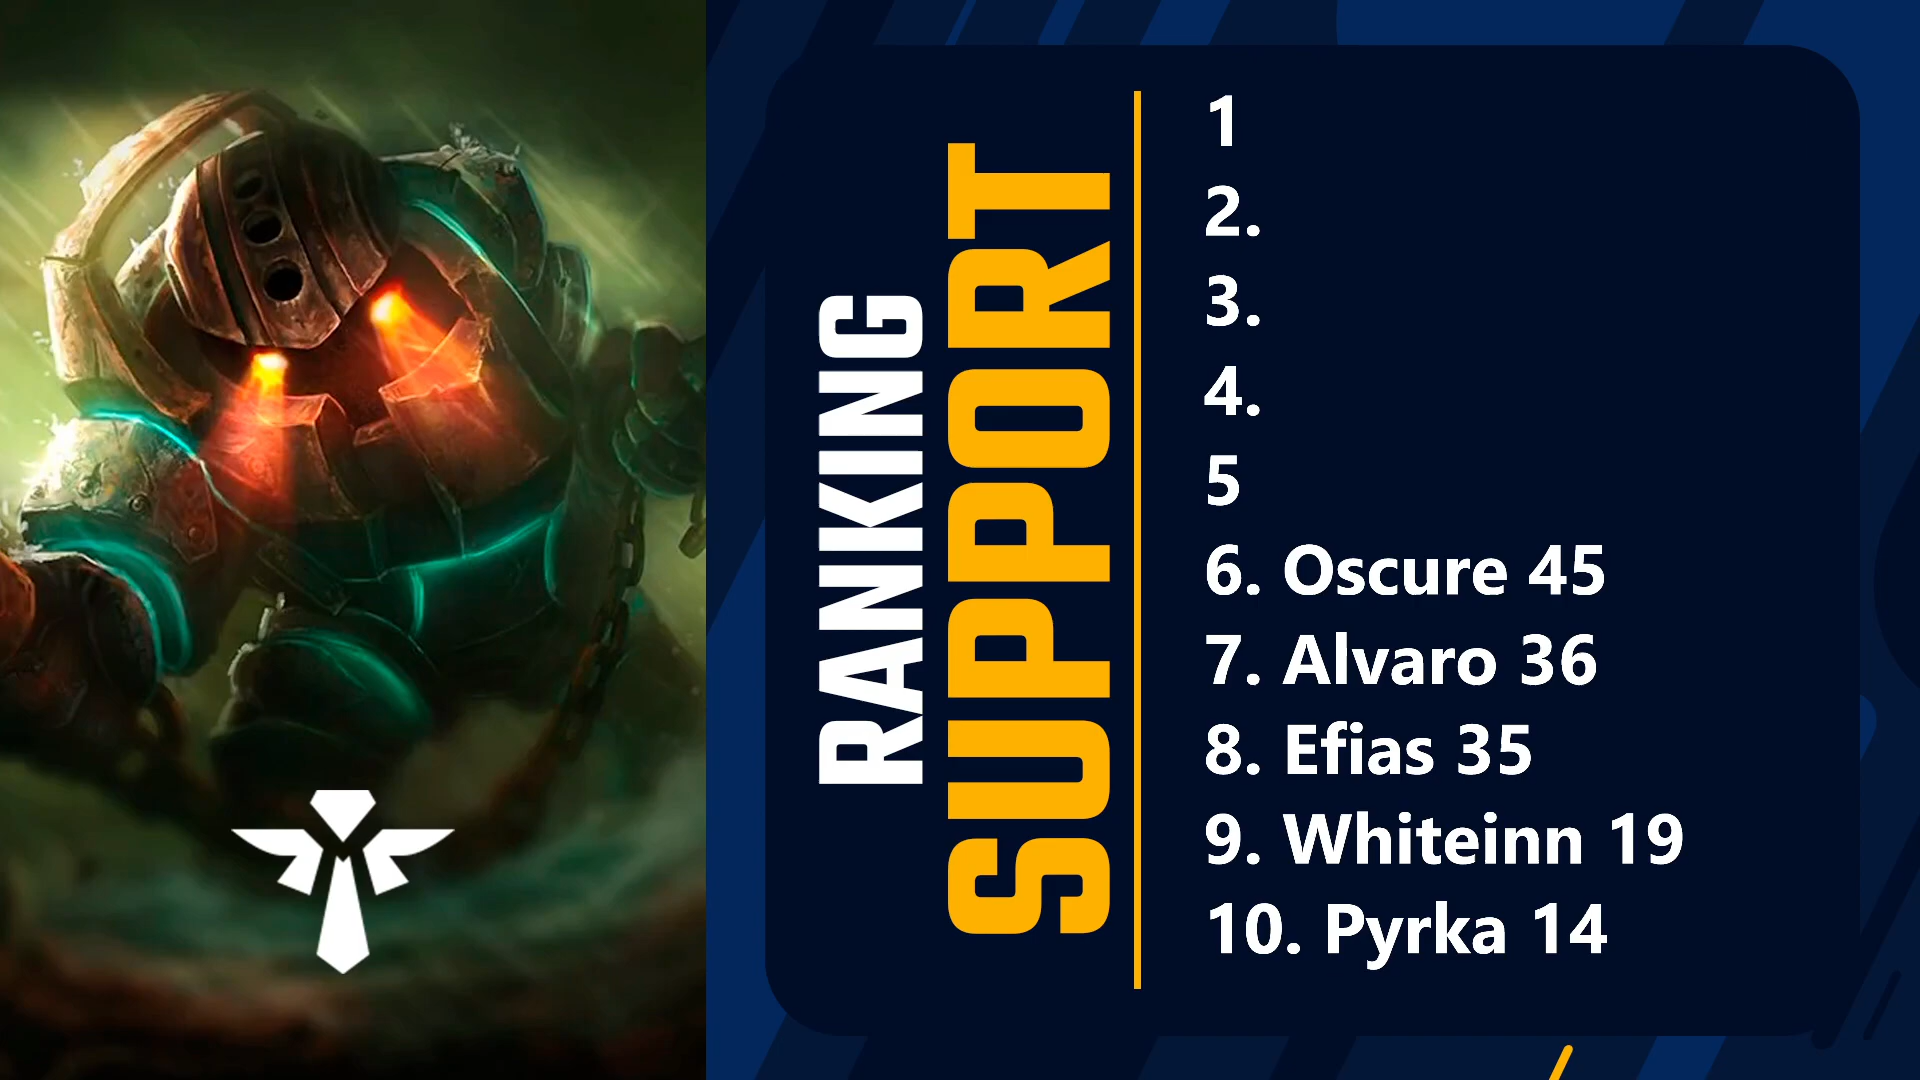 RANKING
SUPPORT
1
2.
3.
4.
5
6. Oscure 45
7. Alvaro 36
8. Efias 35
9. Whiteinn 19
10. Pyrka 14